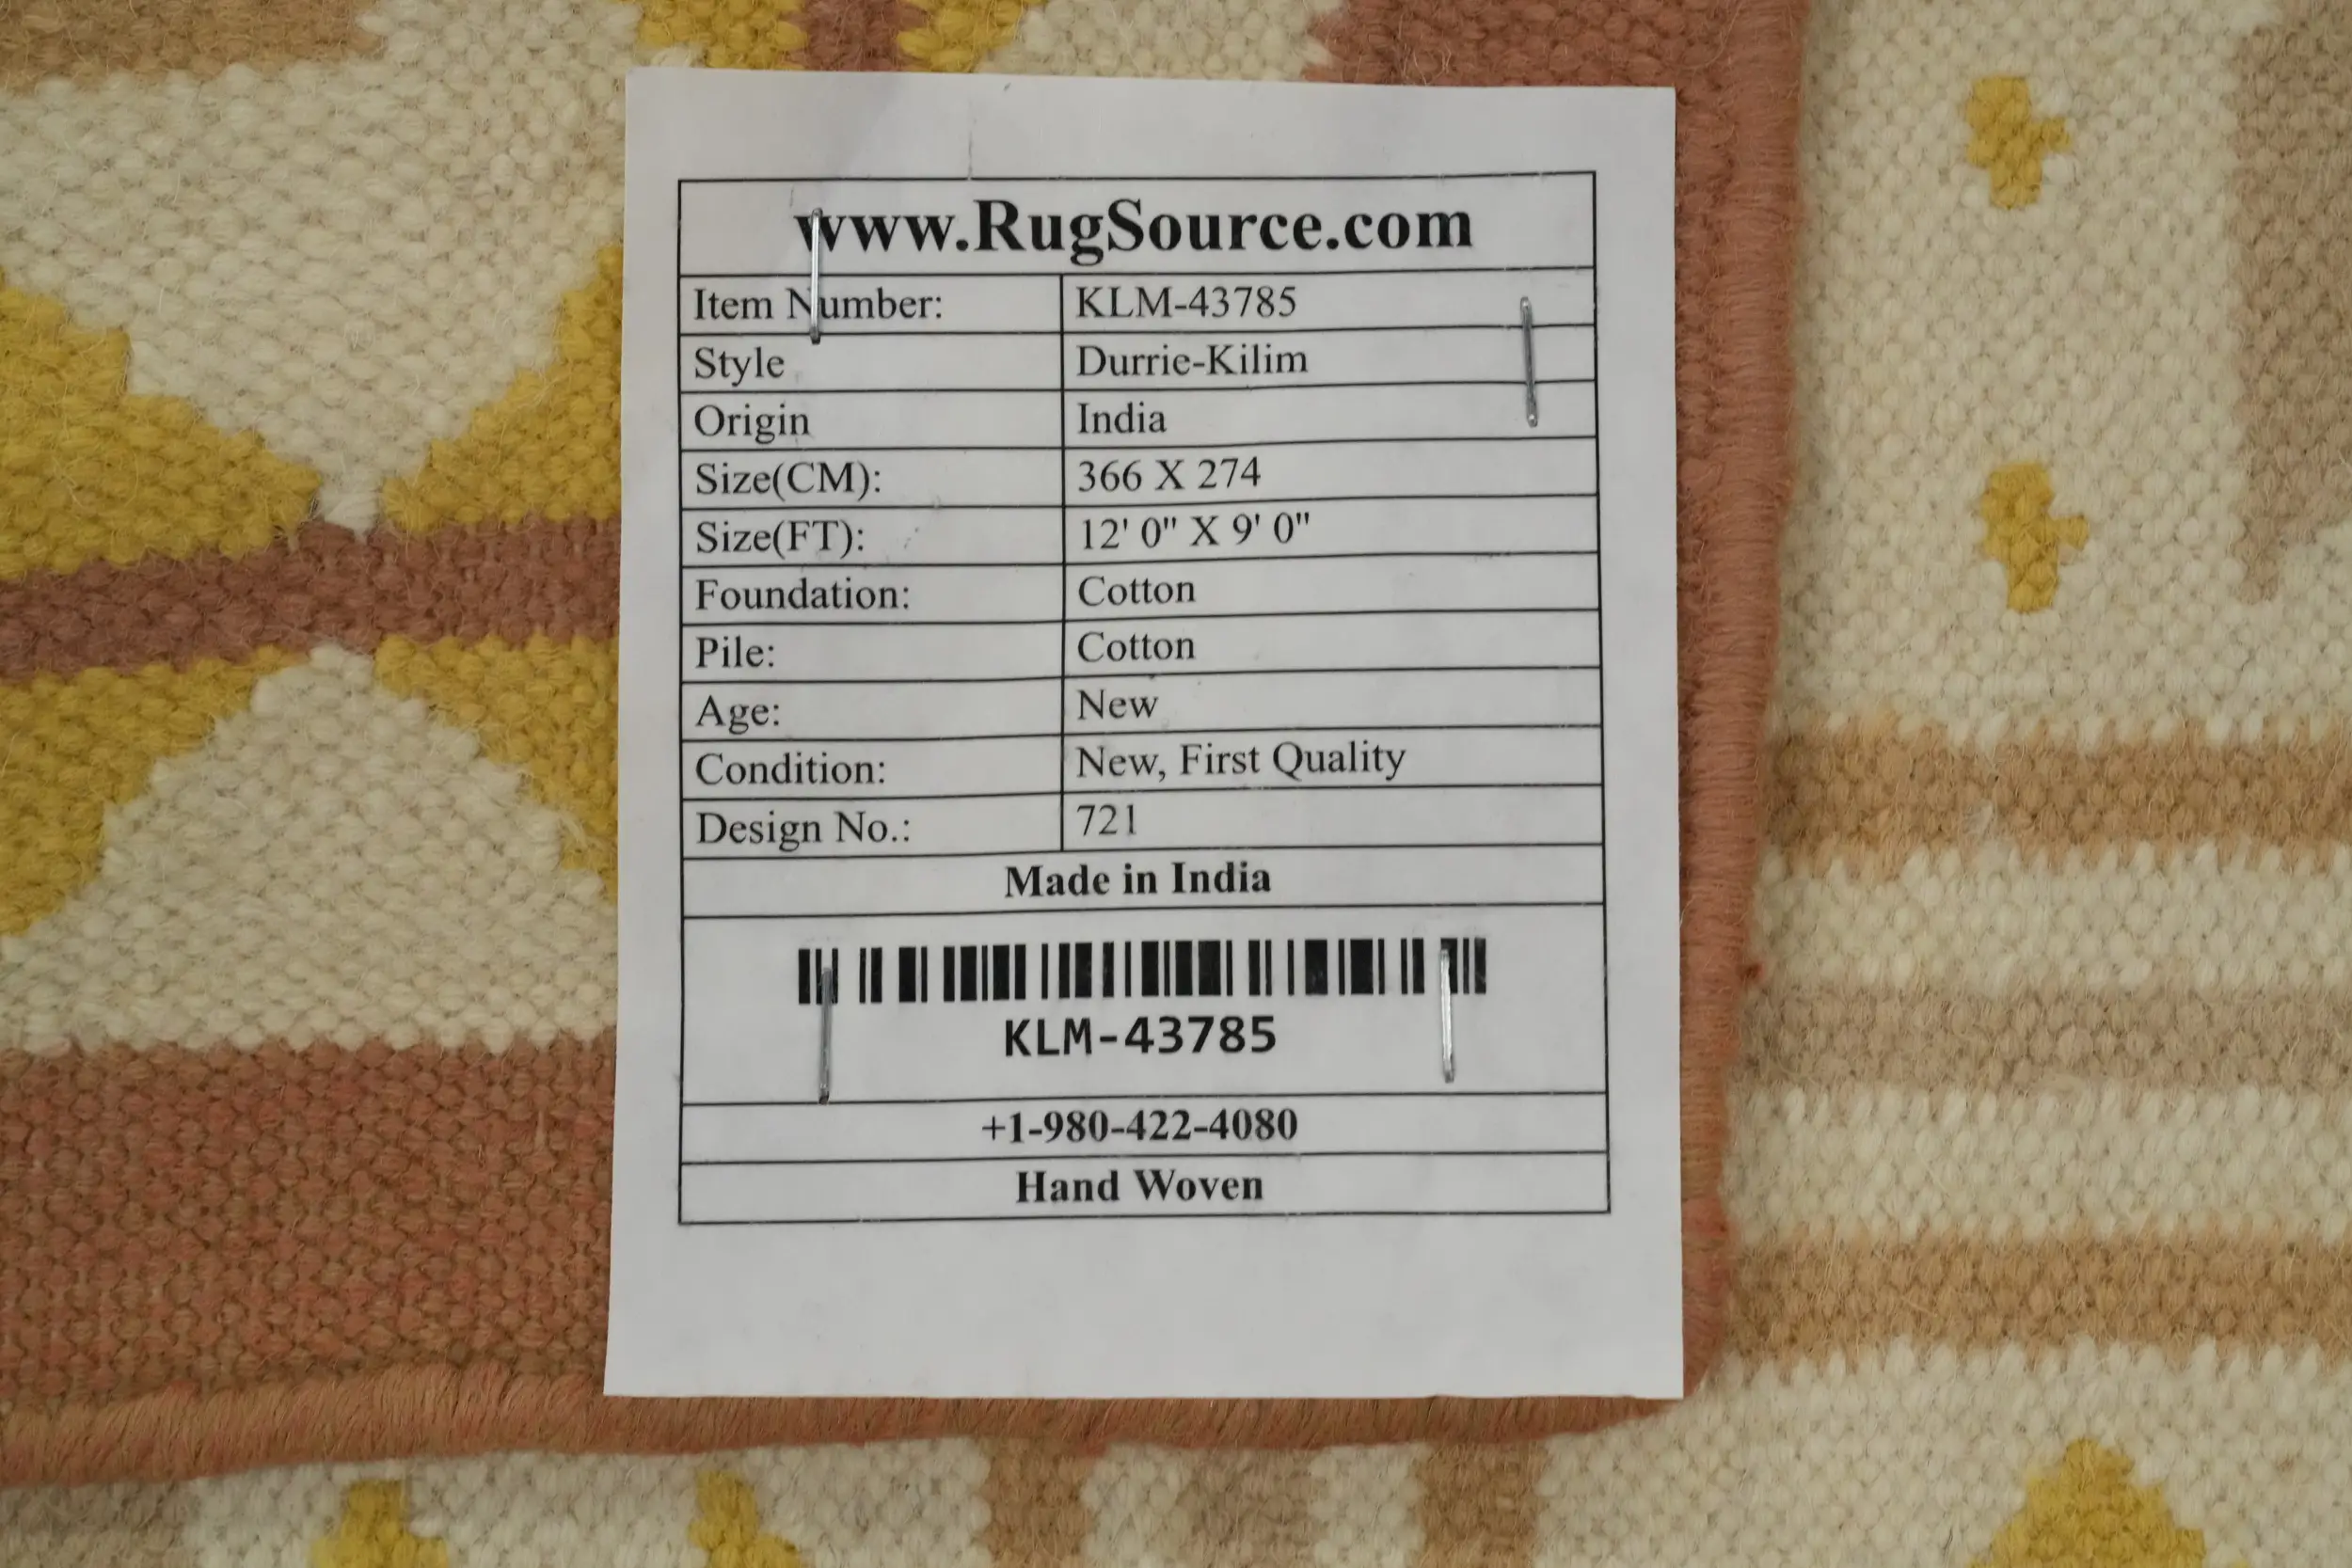 www.RugSource.com
Item Number: KLM-43785
Style Durrie-Kilim
Origin India
Size(CM): 366 X 274
Size(FT): 12' 0" X 9' 0"
Foundation: Cotton
Pile: Cotton
Age: New
Condition: New, First Quality
Design No.: 721
Made in India
KLM-43785
+1-980-422-4080
Hand Woven